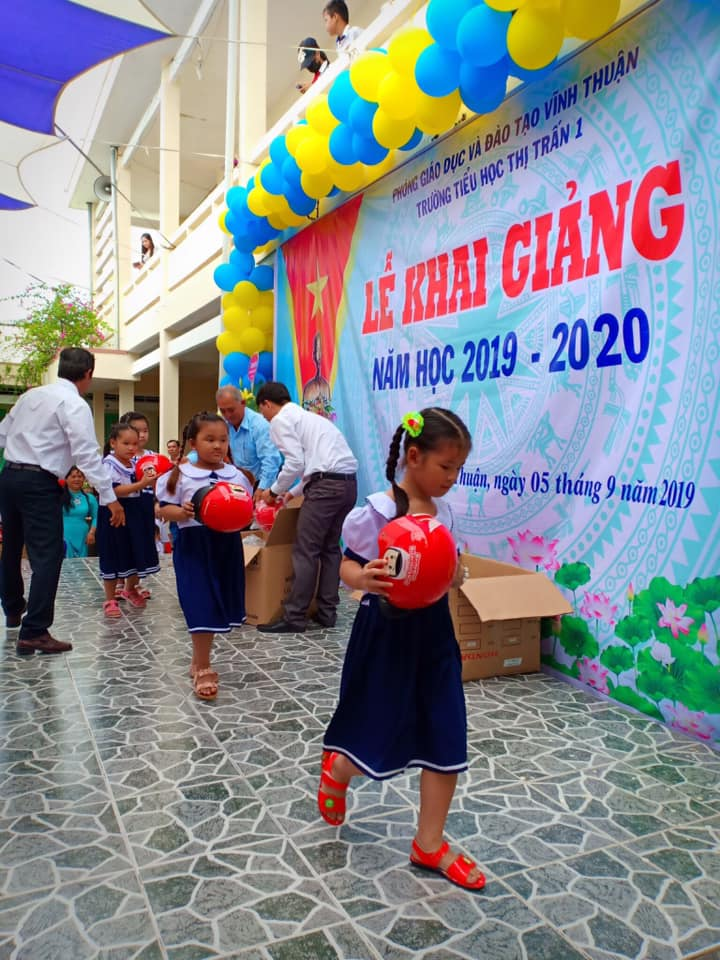 PHÒNG GIÁO DỤC VÀ ĐÀO TẠO VĨNH THUẬN
TRƯỜNG TIỂU HỌC THỊ TRẤN 1
LỄ KHAI GIẢNG
NĂM HỌC 2019 - 2020
Thuận, ngày 05 tháng 9 năm 2019
HONDA